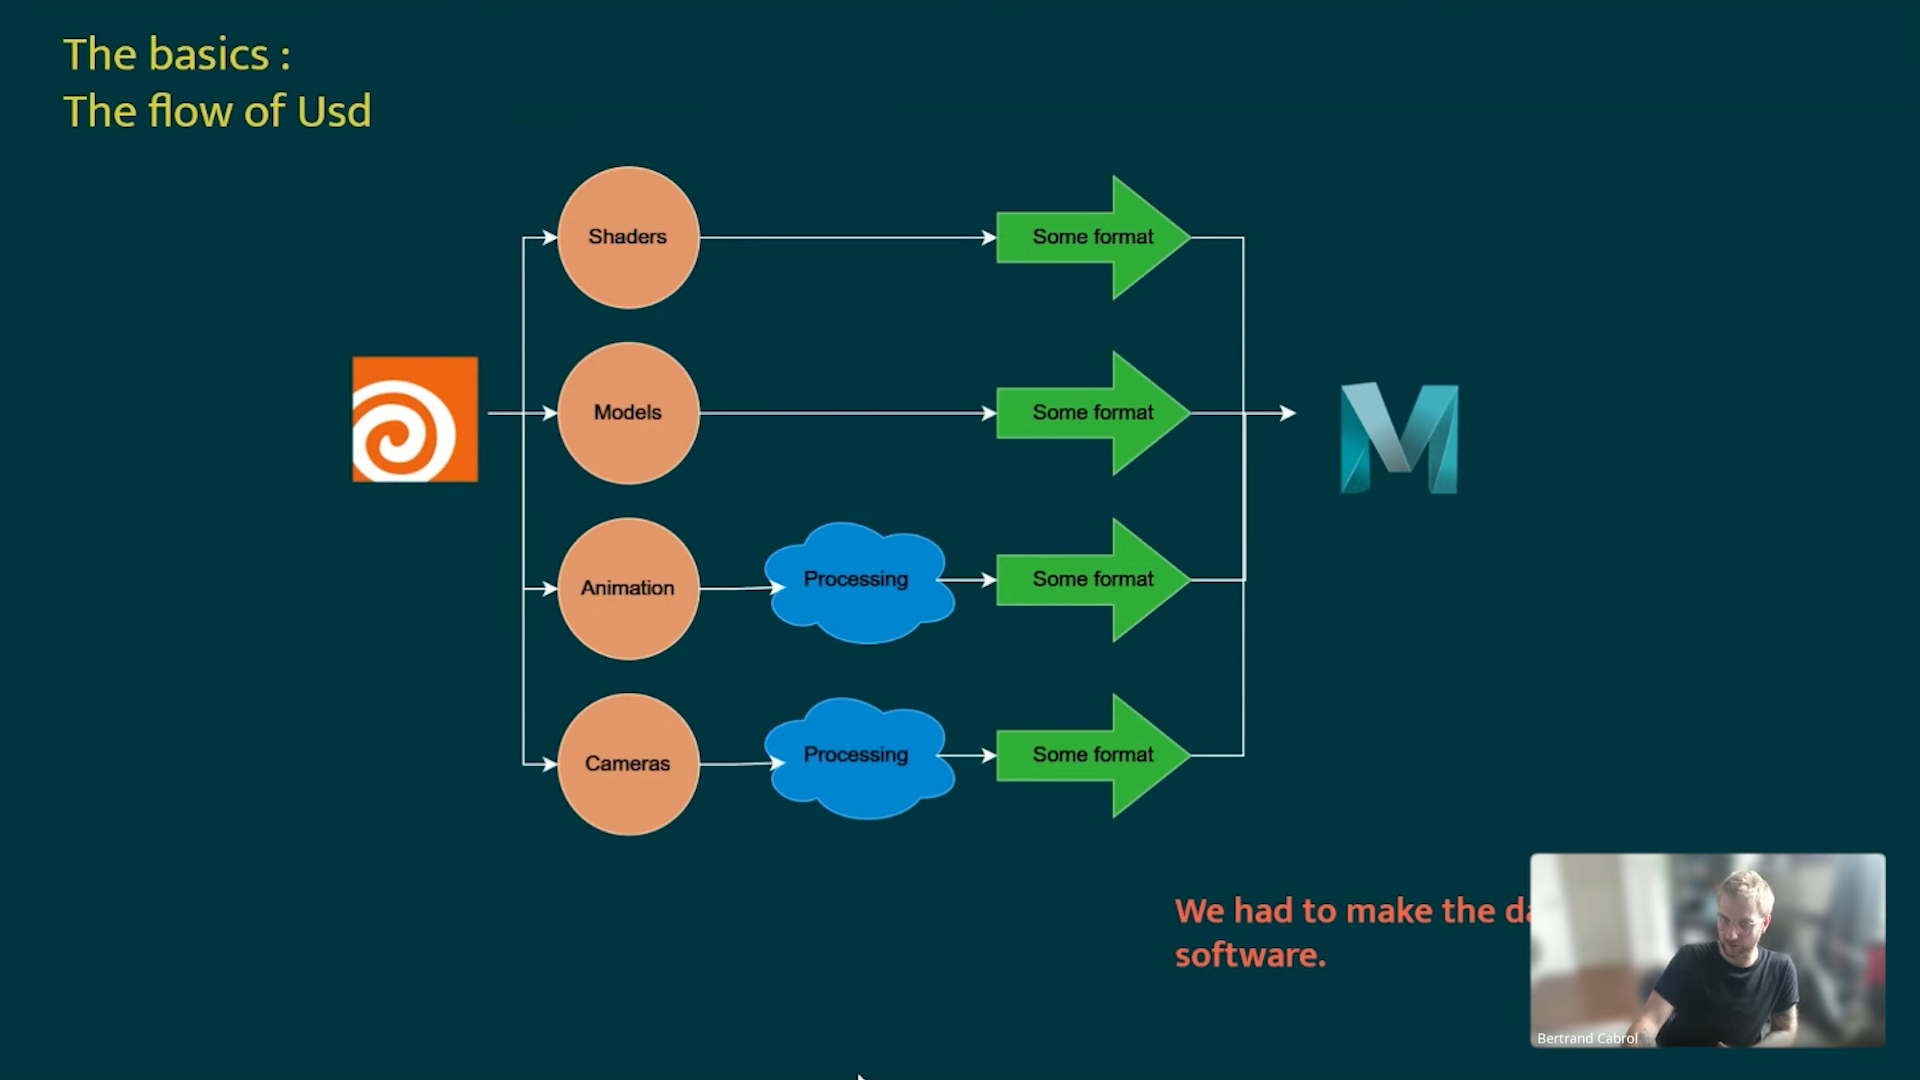 The basics :
The flow of Usd
Shaders
Some format
Models
Some format
Animation
Processing
Some format
Cameras
Processing
Some format
We had to make the
software.
Bertrand Cabrol